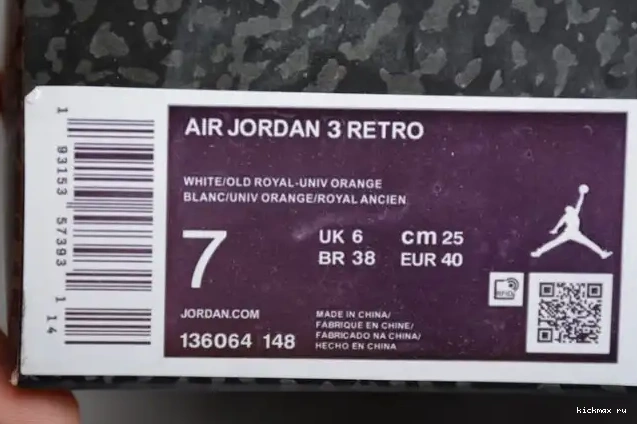 AIR JORDAN 3 RETRO
WHITE/OLD ROYAL-UNIV ORANGE
BLANC/UNIV ORANGE/ROYAL ANCIEN
7
UK 6 cm 25
BR 38 EUR 40
RFID
JORDAN.COM
136064 148
MADE IN CHINA/
FABRIQUE EN CHINE/
FABRICADO NA CHINA/
HECHO EN CHINA
1 93153 57393 1
14
kickmax ru